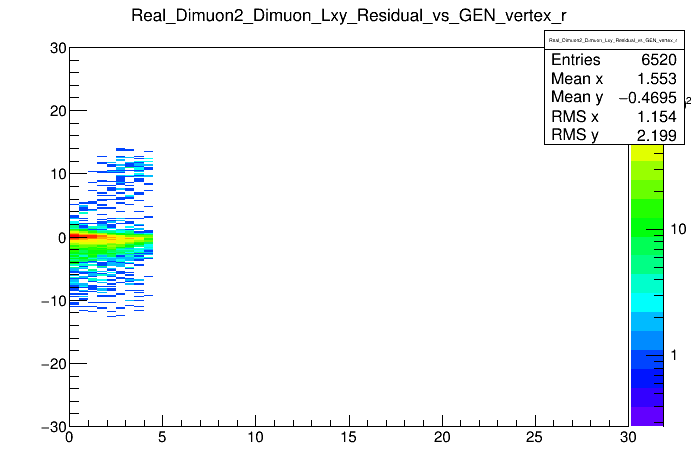 Real_Dimuon2_Dimuon_Lxy_Residual_vs_GEN_vertex_r
Real_Dimuon2_Dimuon_Lxy_Residual_vs_GEN_vertex_r
Entries 6520
Mean x 1.553
Mean y −0.4695
RMS x 1.154
RMS y 2.199
30
20
10
0
−10
−20
−30
0 5 10 15 20 25 30
2
10
1